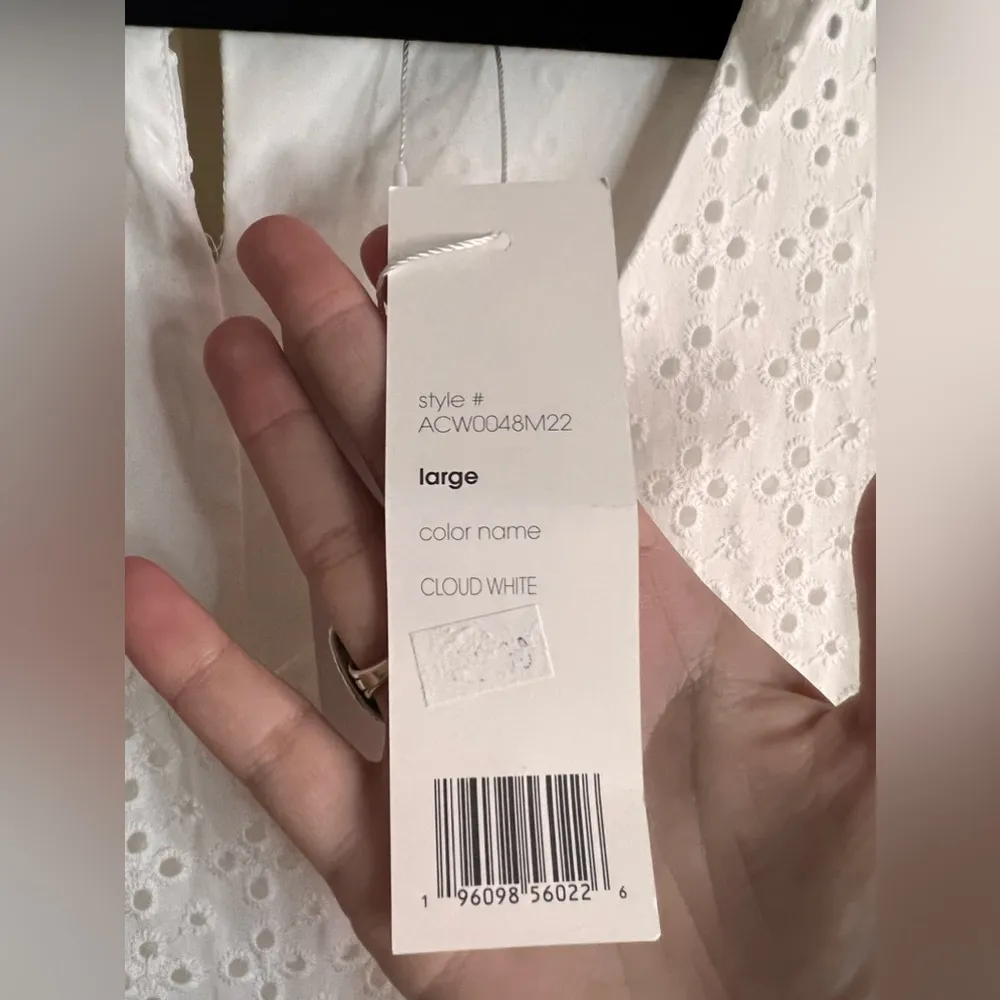 style #
ACW0048M22
large
color name
CLOUD WHITE
1 96098 56022 6